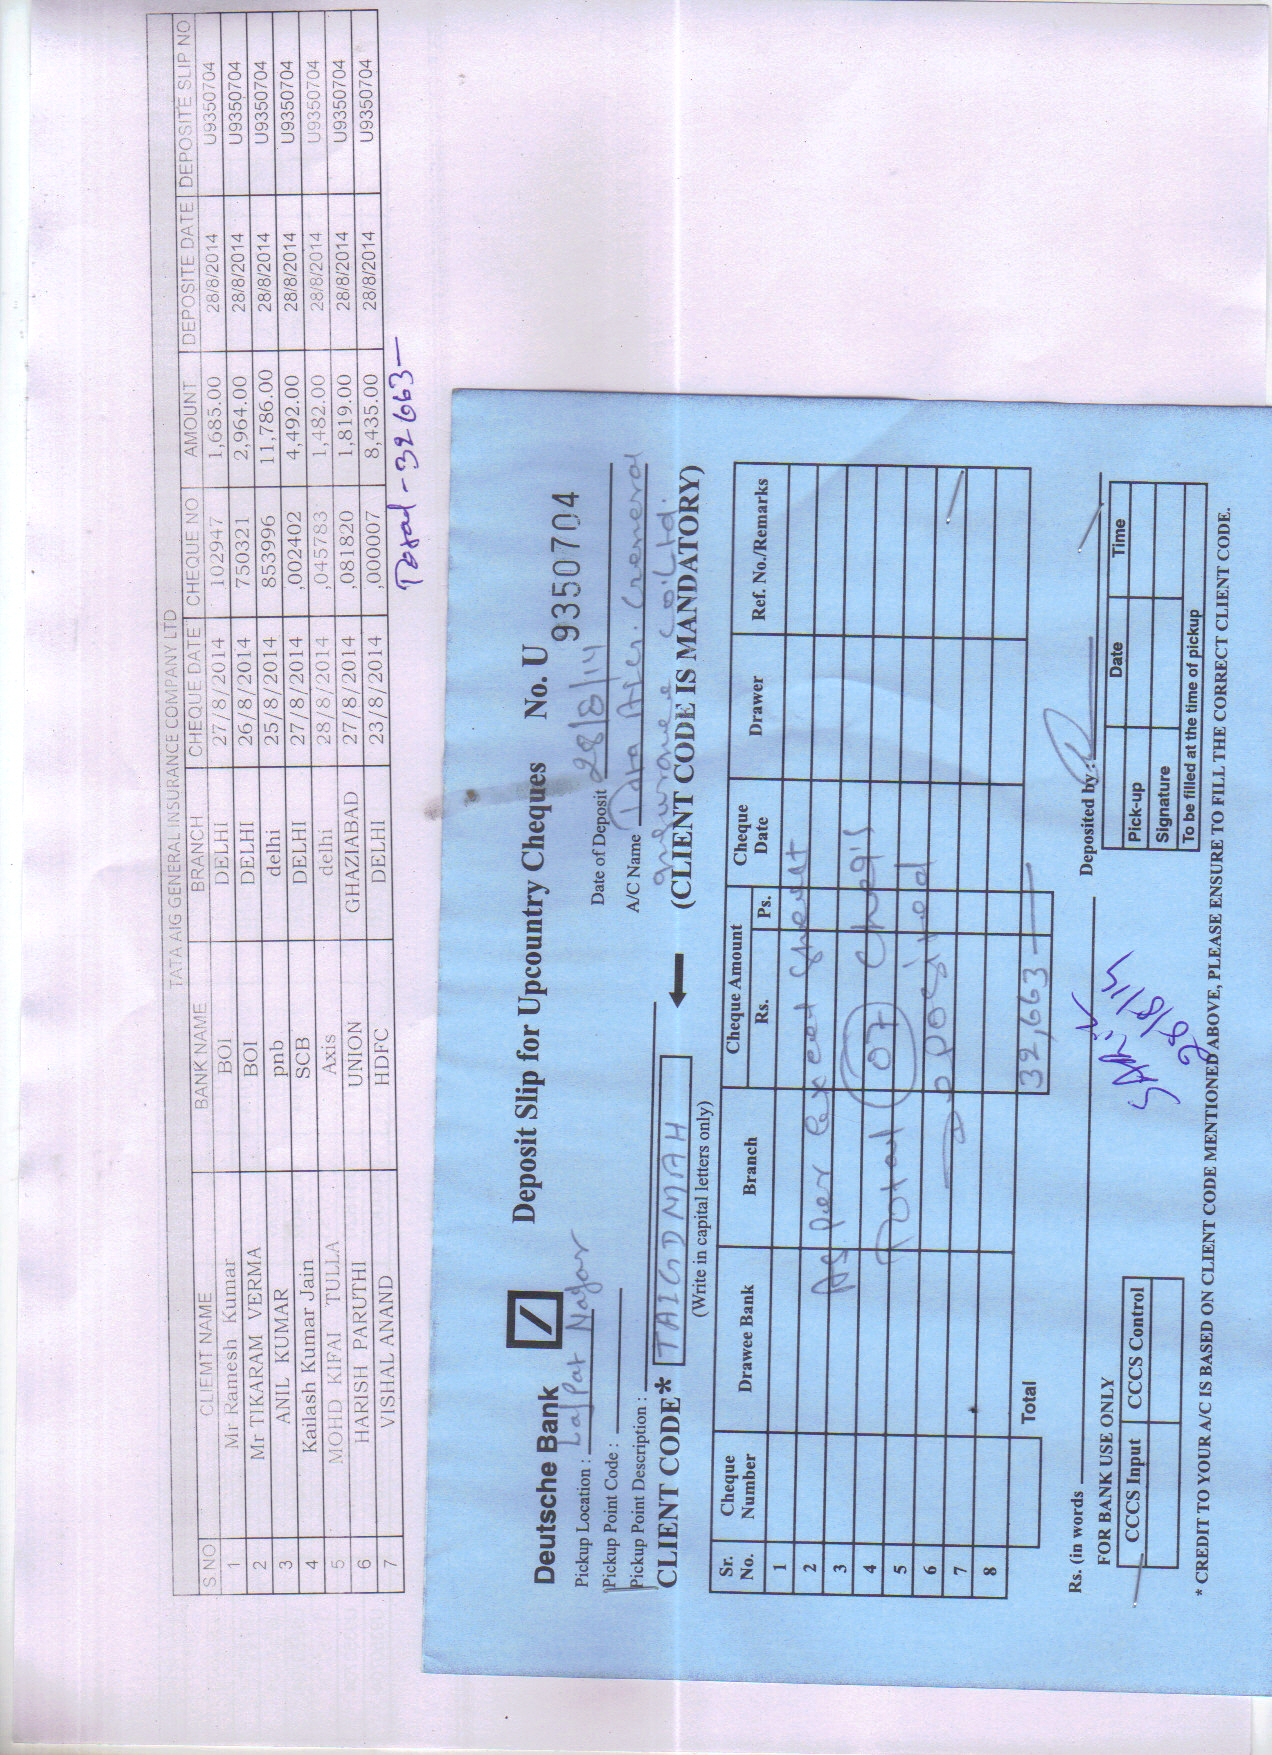 TATA AIG GENERAL INSURANCE COMPANY LTD
S NO CLIEMT NAME BANK NAME BRANCH CHEQUE DATE CHEQUE NO AMOUNT DEPOSITE DATE DEPOSITE SLIP NO
1 Mr Ramesh Kumar BOI DELHI 27/8/2014 102947 1,685.00 28/8/2014 U9350704
2 Mr TIKARAM VERMA BOI DELHI 26/8/2014 750321 2,964.00 28/8/2014 U9350704
3 ANIL KUMAR pnb delhi 25/8/2014 853996 11,786.00 28/8/2014 U9350704
4 Kailash Kumar Jain SCB DELHI 27/8/2014 ,002402 4,492.00 28/8/2014 U9350704
5 MOHD KIFAI TULLA Axis delhi 28/8/2014 ,045783 1,482.00 28/8/2014 U9350704
6 HARISH PARUTHI UNION GHAZIABAD 27/8/2014 ,081820 1,819.00 28/8/2014 U9350704
7 VISHAL ANAND HDFC DELHI 23/8/2014 ,000007 8,435.00 28/8/2014 U9350704
Total - 32663—
Deutsche Bank Deposit Slip for Upcountry Cheques No. U 9350704
Pickup Location : Lajpat Nagar Date of Deposit 28/8/14
Pickup Point Code :
Pickup Point Description : A/C Name Tata AIG General
Insurance Co. Ltd.
CLIENT CODE* TAIGDMAH (CLIENT CODE IS MANDATORY)
(Write in capital letters only)
Sr. No. Cheque Number Drawee Bank Branch Cheque Amount Rs. Ps. Cheque Date Drawer Ref. No./Remarks
1
2 As per Excel Sheet
3
4 Total 07 Chq's
5
6 Deposited
7
8
Total 32,663—
Rs. (in words Deposited by :
28/8/14
FOR BANK USE ONLY
CCCS Input CCCS Control
Pick-up Date Time
Signature
To be filled at the time of pickup
* CREDIT TO YOUR A/C IS BASED ON CLIENT CODE MENTIONED ABOVE, PLEASE ENSURE TO FILL THE CORRECT CLIENT CODE.